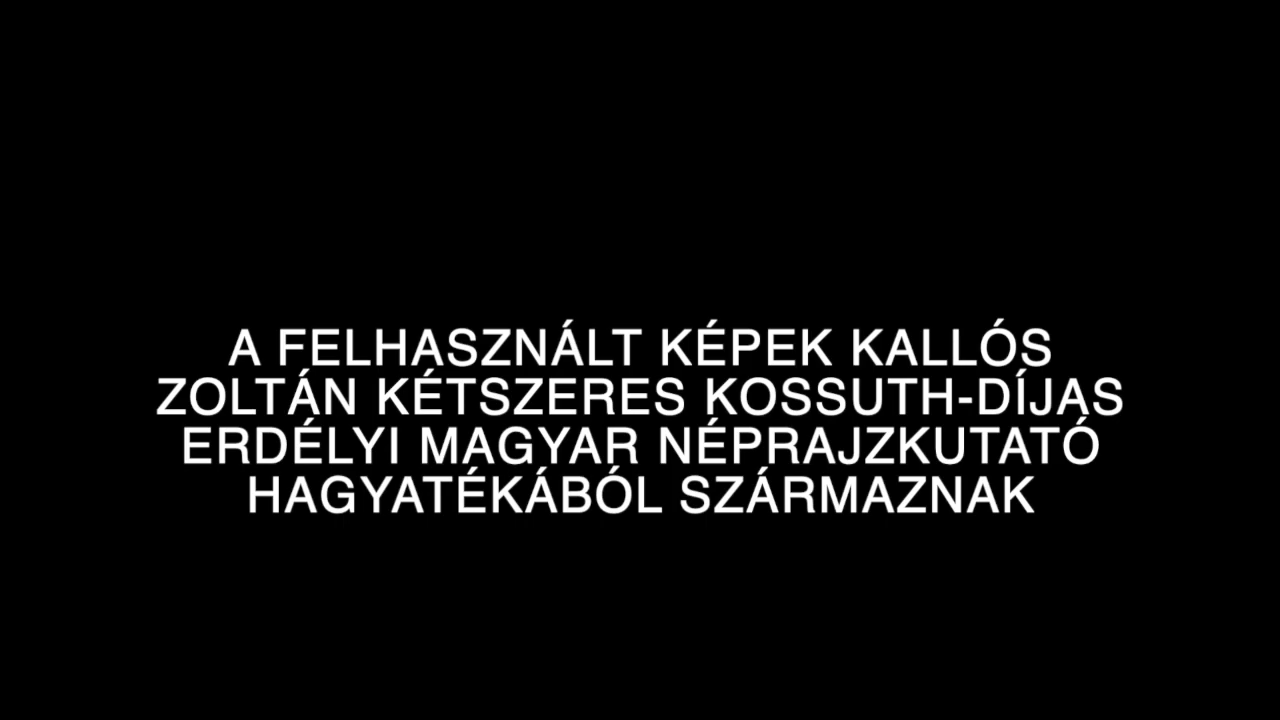 A FELHASZNÁLT KÉPEK KALLÓS
ZOLTÁN KÉTSZERES KOSSUTH-DÍJAS
ERDÉLYI MAGYAR NÉPRAJZKUTATÓ
HAGYATÉKÁBÓL SZÁRMAZNAK